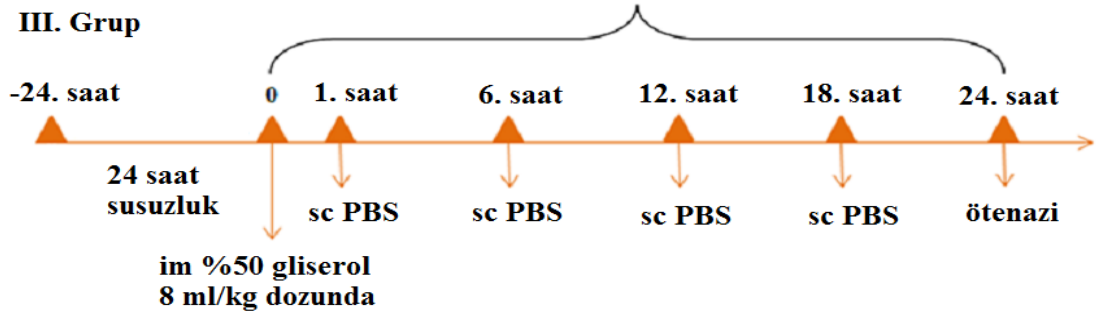 III. Grup
-24. saat 0 1. saat 6. saat 12. saat 18. saat 24. saat
24 saat
susuzluk
sc PBS sc PBS sc PBS sc PBS ötenazi
im %50 gliserol
8 ml/kg dozunda